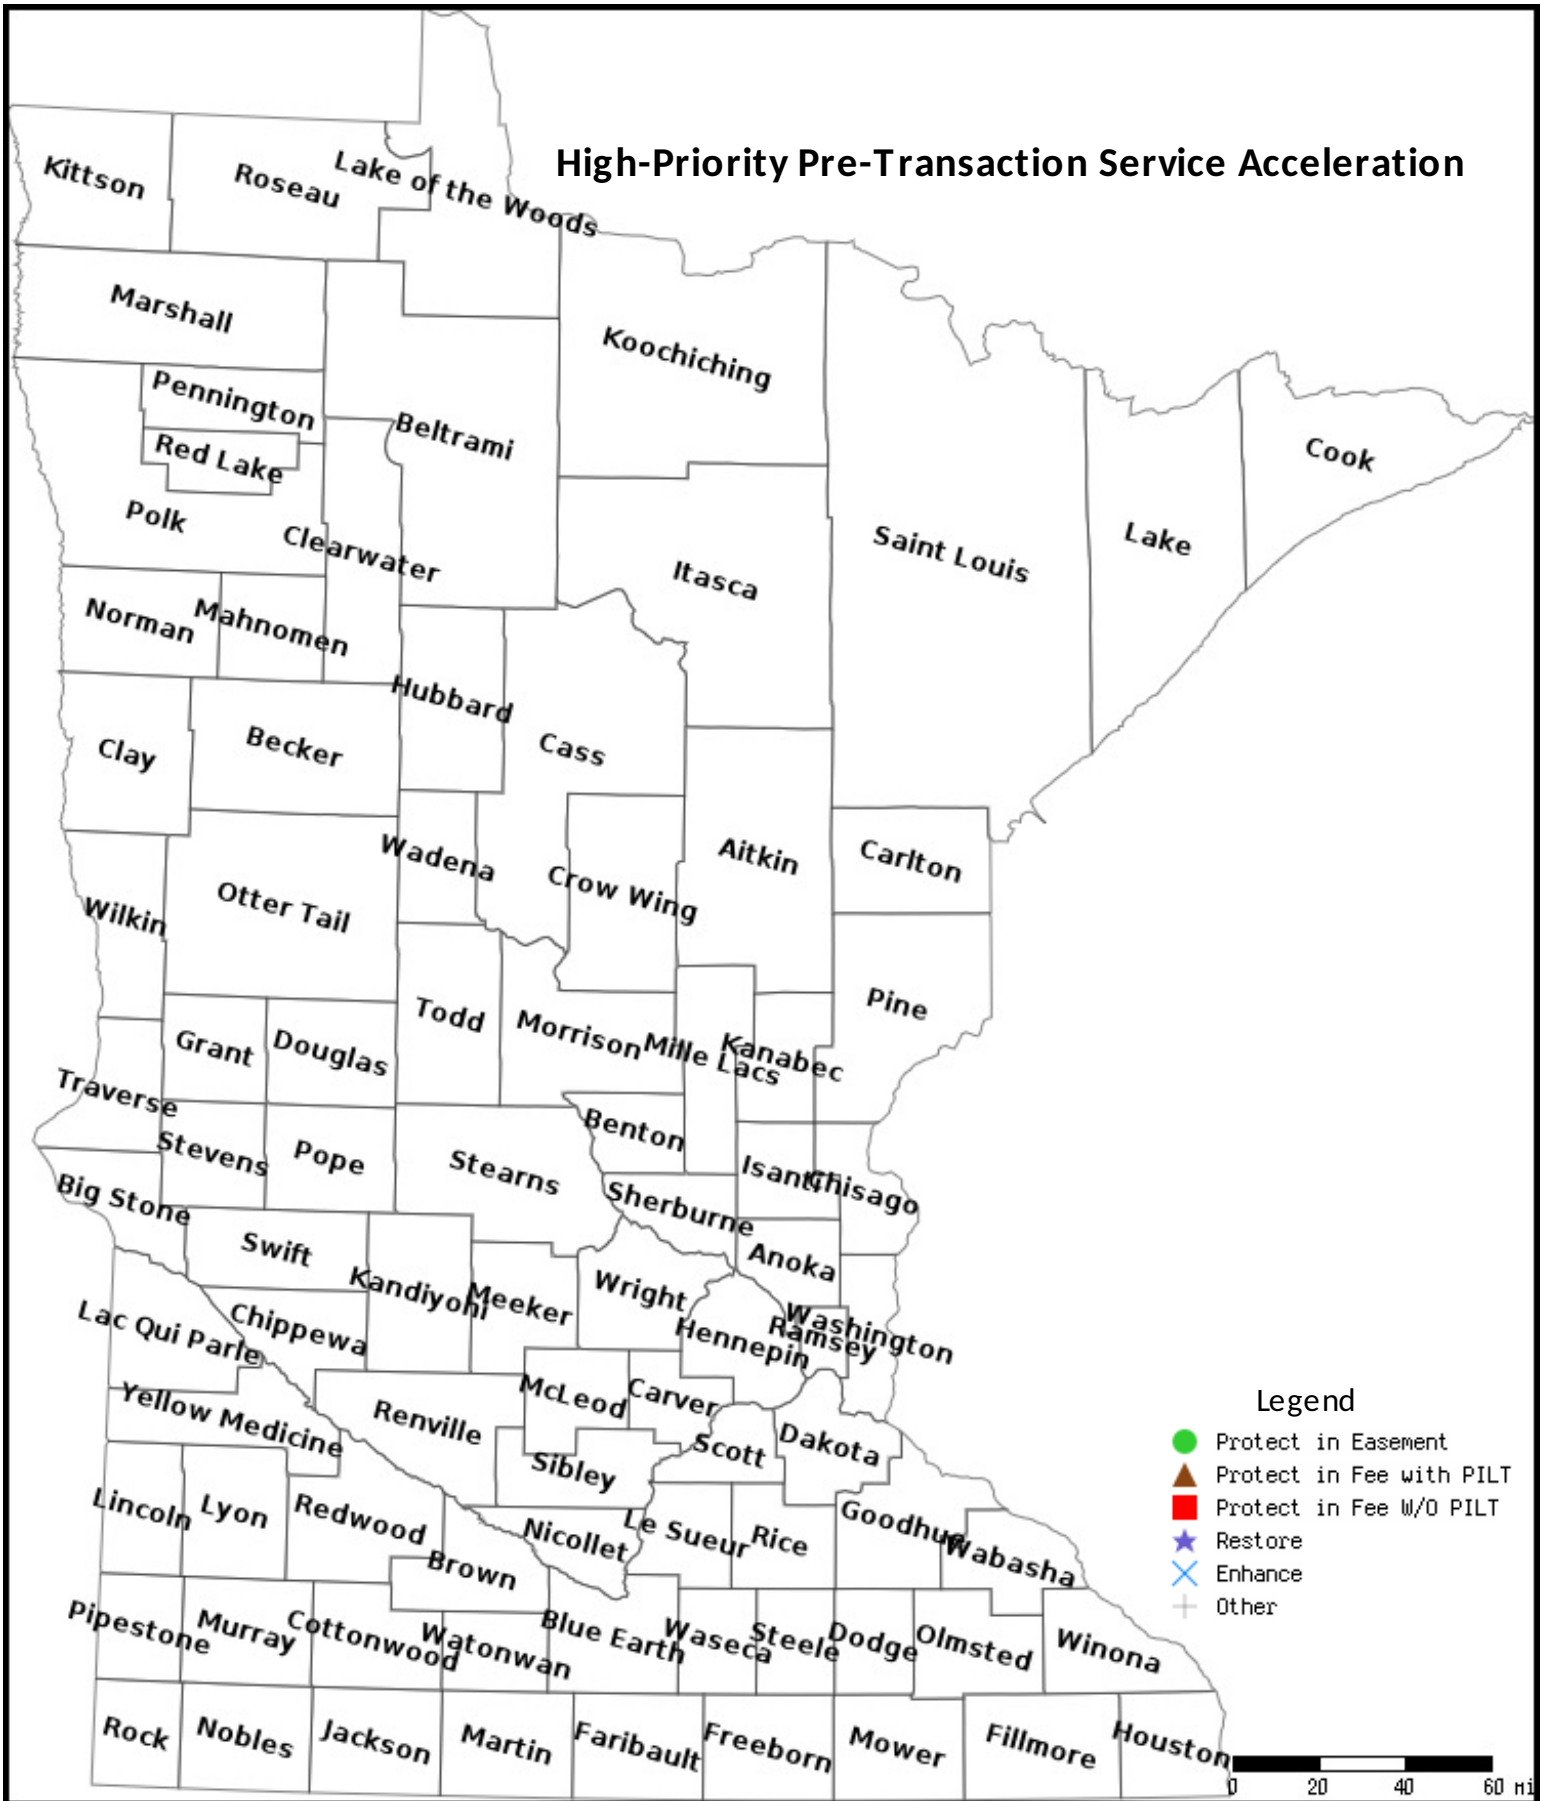 High-Priority Pre-Transaction Service Acceleration
Kittson
Roseau
Lake of the Woods
Marshall
Koochiching
Pennington
Beltrami
Red Lake
Cook
Polk
Clearwater
Saint Louis
Lake
Itasca
Norman
Mahnomen
Hubbard
Clay
Becker
Cass
Wadena
Aitkin
Carlton
Otter Tail
Crow Wing
Wilkin
Pine
Todd
Morrison
Mille Lacs
Kanabec
Grant
Douglas
Traverse
Benton
Stevens
Pope
Stearns
Isanti
Chisago
Big Stone
Sherburne
Swift
Anoka
Kandiyohi
Meeker
Wright
Lac Qui Parle
Chippewa
Hennepin
Washington
Ramsey
McLeod
Carver
Yellow Medicine
Renville
Scott
Dakota
Sibley
Lincoln
Lyon
Redwood
Nicollet
Le Sueur
Rice
Goodhue
Wabasha
Brown
Pipestone
Murray
Cottonwood
Watonwan
Blue Earth
Waseca
Steele
Dodge
Olmsted
Winona
Rock
Nobles
Jackson
Martin
Faribault
Freeborn
Mower
Fillmore
Houston
Legend
Protect in Easement
Protect in Fee with PILT
Protect in Fee W/O PILT
Restore
Enhance
Other
0 20 40 60 mi